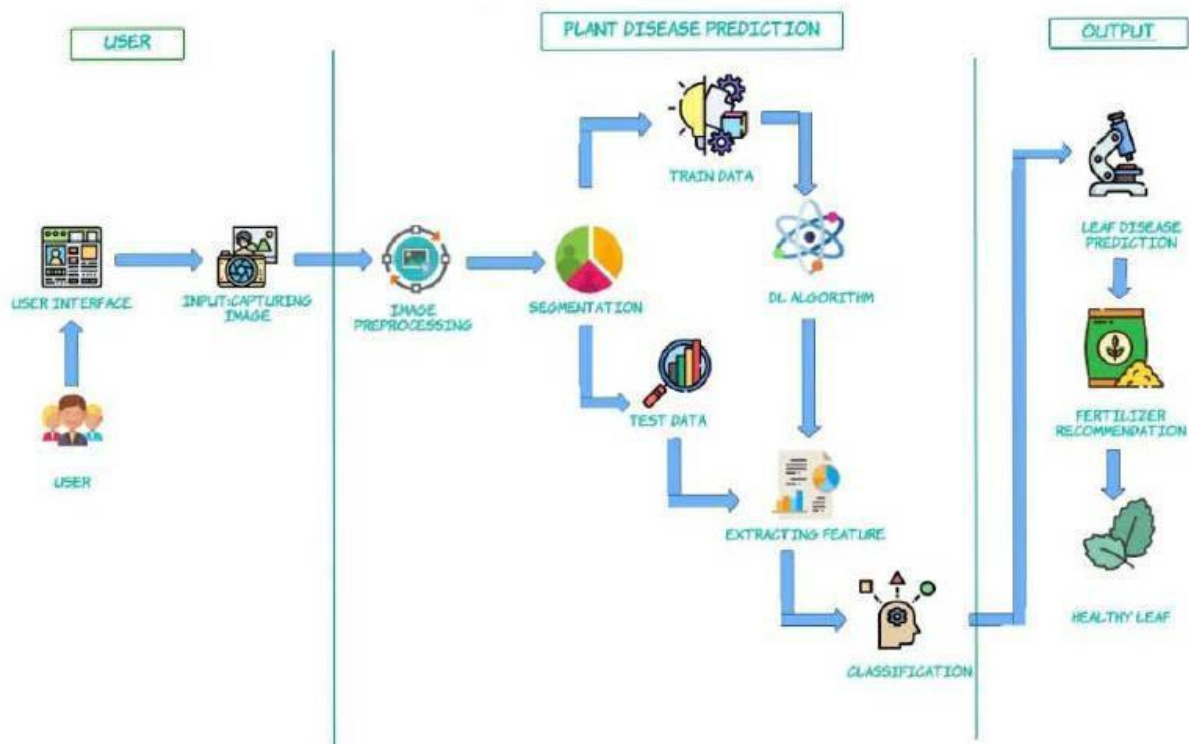 USER
PLANT DISEASE PREDICTION
OUTPUT
USER INTERFACE
INPUT:CAPTURING
IMAGE
USER
IMAGE
PREPROCESSING
SEGMENTATION
TRAIN DATA
DL ALGORITHM
TEST DATA
EXTRACTING FEATURE
CLASSIFICATION
LEAF DISEASE
PREDICTION
FERTILIZER
RECOMMENDATION
HEALTHY LEAF